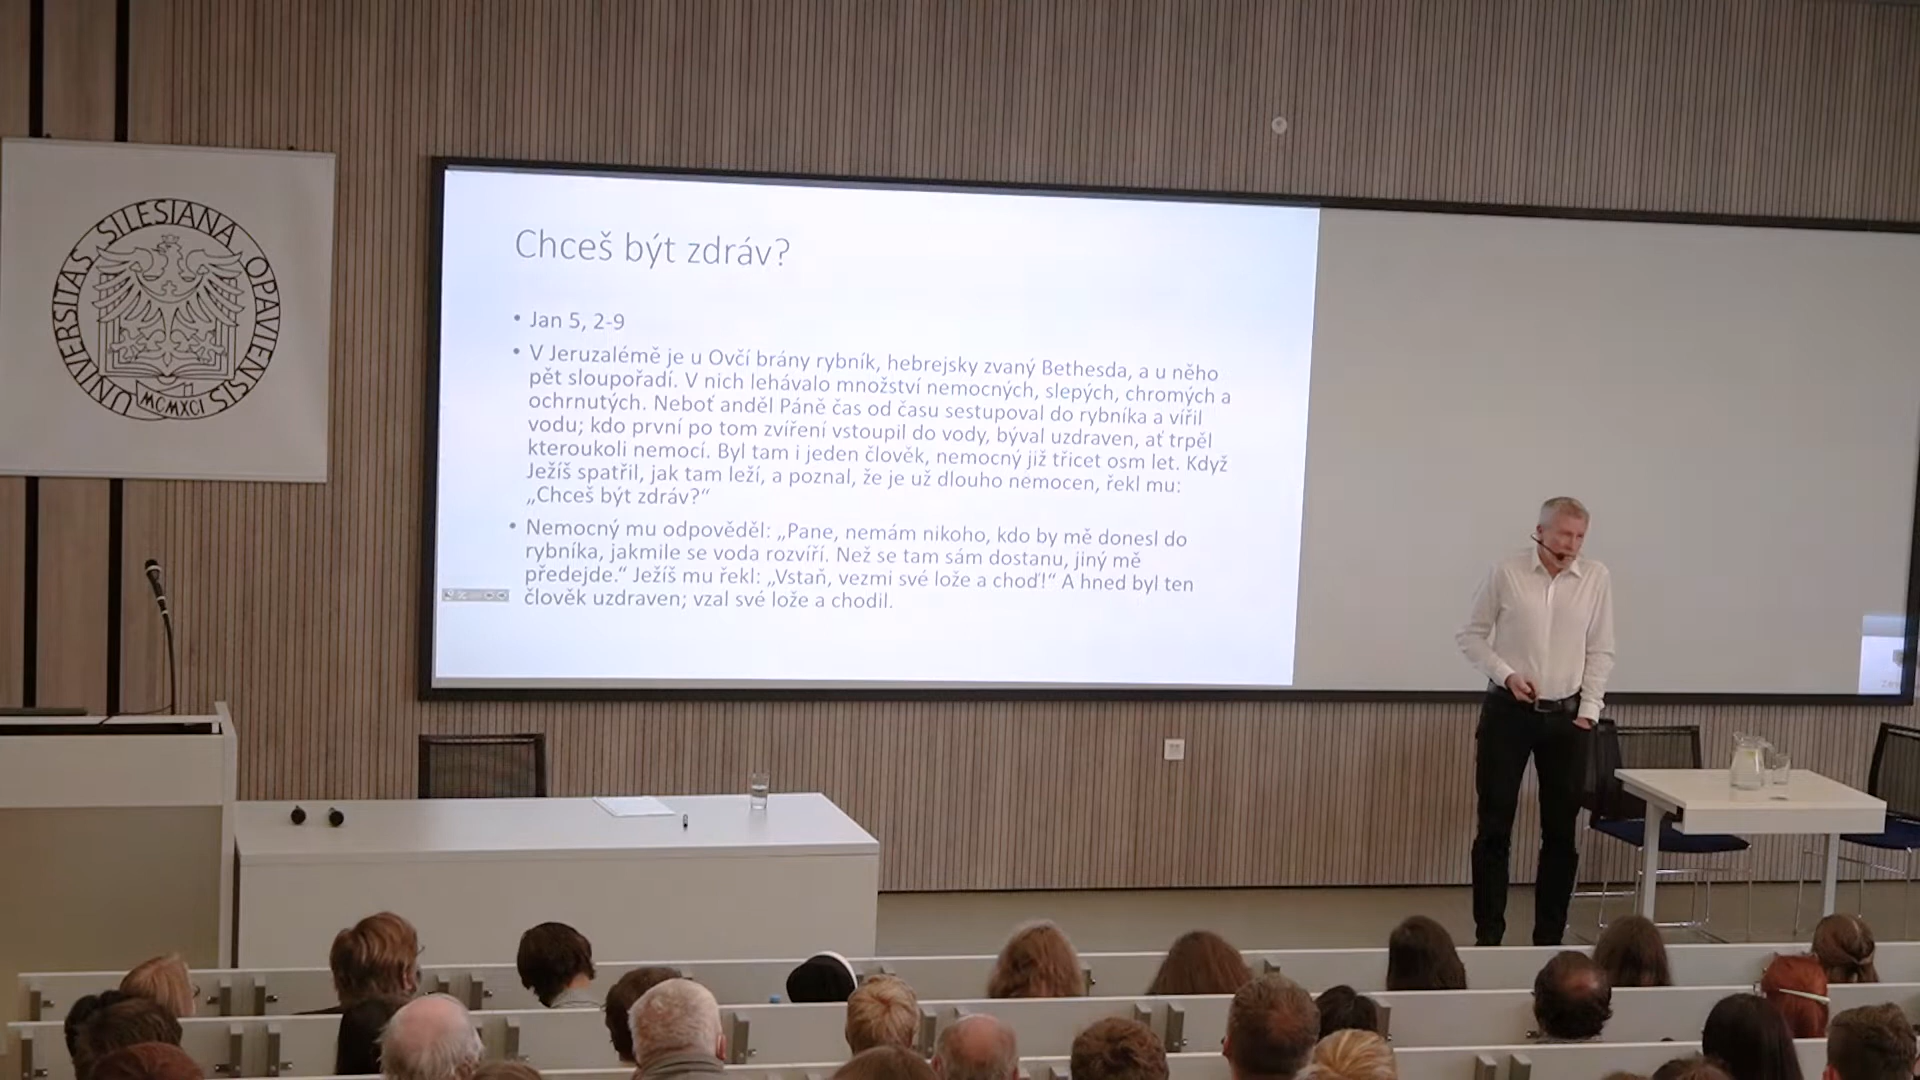 UNIVERSITAS SILESIANA OPAVIENSIS
MCMXCI
Chceš být zdráv?
• Jan 5, 2-9
• V Jeruzalémě je u Ovčí brány rybník, hebrejsky zvaný Bethesda, a u něho
pět sloupořadí. V nich lehávalo množství nemocných, slepých, chromých a
ochrnutých. Neboť anděl Páně čas od času sestupoval do rybníka a vířil
vodu; kdo první po tom zvíření vstoupil do vody, býval uzdraven, ať trpěl
kteroukoli nemocí. Byl tam i jeden člověk, nemocný již třicet osm let. Když
Ježíš spatřil, jak tam leží, a poznal, že je už dlouho nemocen, řekl mu:
„Chceš být zdráv?“
• Nemocný mu odpověděl: „Pane, nemám nikoho, kdo by mě donesl do
rybníka, jakmile se voda rozvíří. Než se tam sám dostanu, jiný mě
předejde.“ Ježíš mu řekl: „Vstaň, vezmi své lože a choď!“ A hned byl ten
člověk uzdraven; vzal své lože a chodil.